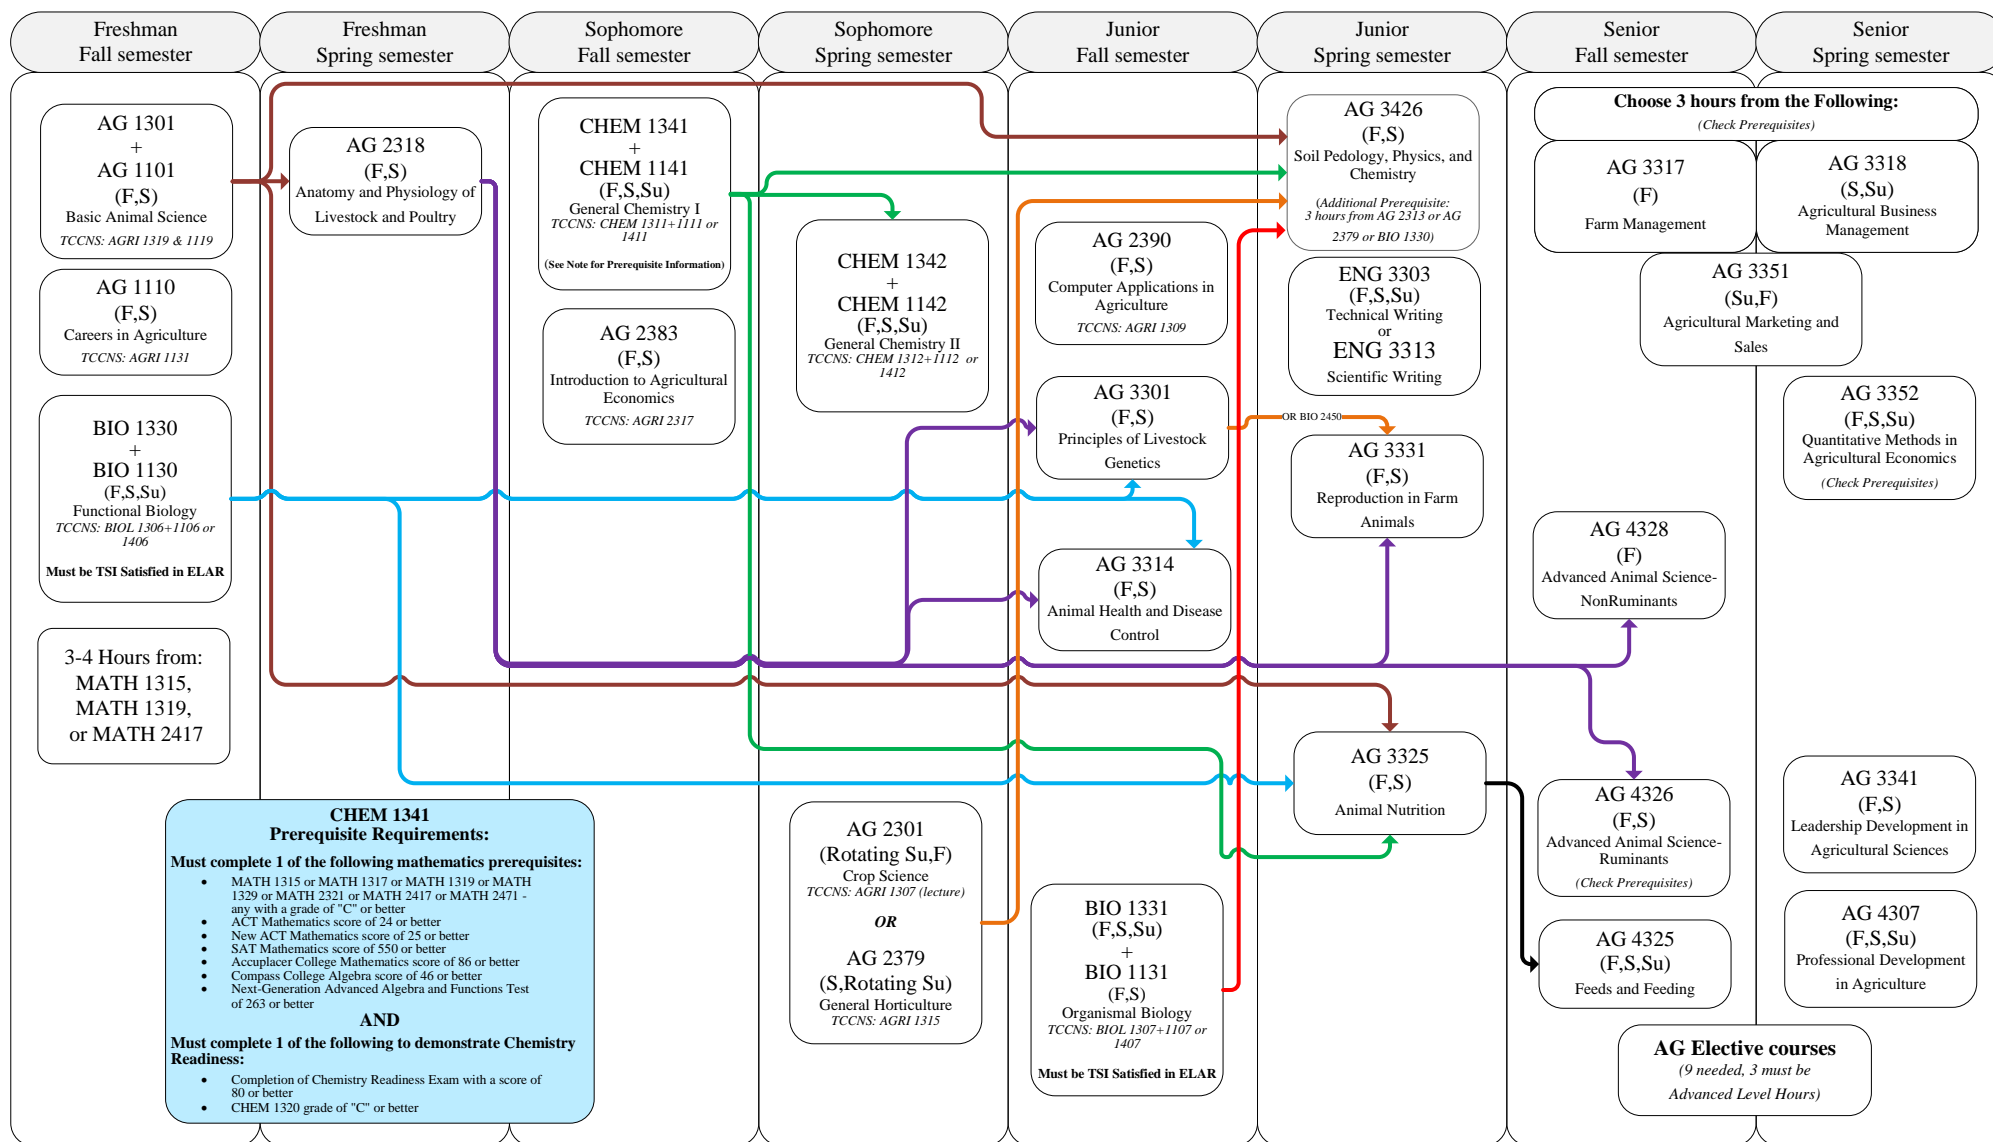 Freshman
Fall semester
Freshman
Spring semester
Sophomore
Fall semester
Sophomore
Spring semester
Junior
Fall semester
Junior
Spring semester
Senior
Fall semester
Senior
Spring semester
AG 1301
+
AG 1101
(F,S)
Basic Animal Science
TCCNS: AGRI 1319 & 1119
AG 1110
(F,S)
Careers in Agriculture
TCCNS: AGRI 1131
BIO 1330
+
BIO 1130
(F,S,Su)
Functional Biology
TCCNS: BIOL 1306+1106 or
1406
Must be TSI Satisfied in ELAR
3-4 Hours from:
MATH 1315,
MATH 1319,
or MATH 2417
AG 2318
(F,S)
Anatomy and Physiology of
Livestock and Poultry
CHEM 1341
+
CHEM 1141
(F,S,Su)
General Chemistry I
TCCNS: CHEM 1311+1111 or
1411
(See Note for Prerequisite Information)
AG 2383
(F,S)
Introduction to Agricultural
Economics
TCCNS: AGRI 2317
CHEM 1341
Prerequisite Requirements:
Must complete 1 of the following mathematics prerequisites:
• MATH 1315 or MATH 1317 or MATH 1319 or MATH
1329 or MATH 2321 or MATH 2417 or MATH 2471 -
any with a grade of "C" or better
• ACT Mathematics score of 24 or better
• New ACT Mathematics score of 25 or better
• SAT Mathematics score of 550 or better
• Accuplacer College Mathematics score of 86 or better
• Compass College Algebra score of 46 or better
• Next-Generation Advanced Algebra and Functions Test
of 263 or better
AND
Must complete 1 of the following to demonstrate Chemistry
Readiness:
• Completion of Chemistry Readiness Exam with a score of
80 or better
• CHEM 1320 grade of "C" or better
CHEM 1342
+
CHEM 1142
(F,S,Su)
General Chemistry II
TCCNS: CHEM 1312+1112 or
1412
AG 2301
(Rotating Su,F)
Crop Science
TCCNS: AGRI 1307 (lecture)
OR
AG 2379
(S,Rotating Su)
General Horticulture
TCCNS: AGRI 1315
AG 2390
(F,S)
Computer Applications in
Agriculture
TCCNS: AGRI 1309
AG 3301
(F,S)
Principles of Livestock
Genetics
AG 3314
(F,S)
Animal Health and Disease
Control
BIO 1331
(F,S,Su)
+
BIO 1131
(F,S)
Organismal Biology
TCCNS: BIOL 1307+1107 or
1407
Must be TSI Satisfied in ELAR
AG 3426
(F,S)
Soil Pedology, Physics, and
Chemistry
(Additional Prerequisite:
3 hours from AG 2313 or AG
2379 or BIO 1330)
ENG 3303
(F,S,Su)
Technical Writing
or
ENG 3313
Scientific Writing
OR BIO 2450
AG 3331
(F,S)
Reproduction in Farm
Animals
AG 3325
(F,S)
Animal Nutrition
Choose 3 hours from the Following:
(Check Prerequisites)
AG 3317
(F)
Farm Management
AG 3318
(S,Su)
Agricultural Business
Management
AG 3351
(Su,F)
Agricultural Marketing and
Sales
AG 4328
(F)
Advanced Animal Science-
NonRuminants
AG 4326
(F,S)
Advanced Animal Science-
Ruminants
(Check Prerequisites)
AG 4325
(F,S,Su)
Feeds and Feeding
AG 3352
(F,S,Su)
Quantitative Methods in
Agricultural Economics
(Check Prerequisites)
AG 3341
(F,S)
Leadership Development in
Agricultural Sciences
AG 4307
(F,S,Su)
Professional Development
in Agriculture
AG Elective courses
(9 needed, 3 must be
Advanced Level Hours)